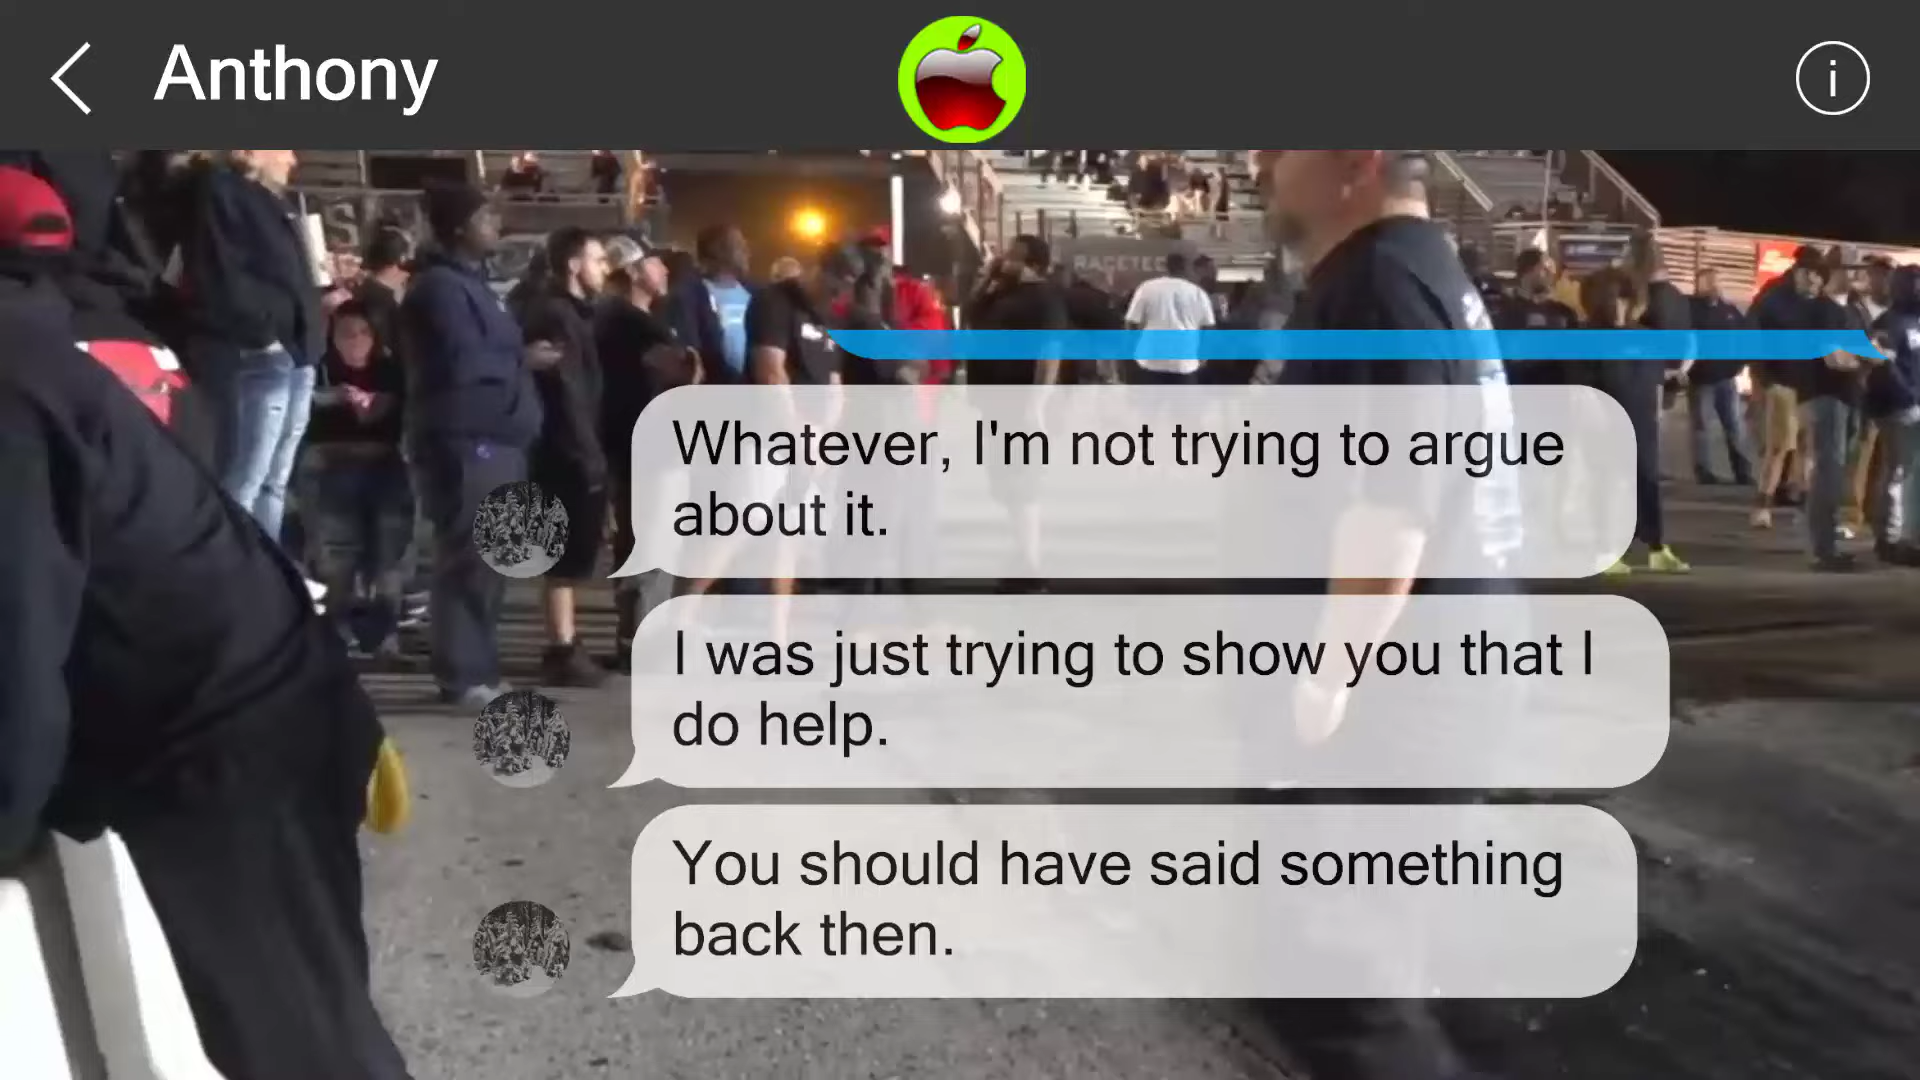 Anthony
Whatever, I'm not trying to argue
about it.
I was just trying to show you that I
do help.
You should have said something
back then.
RACETEC